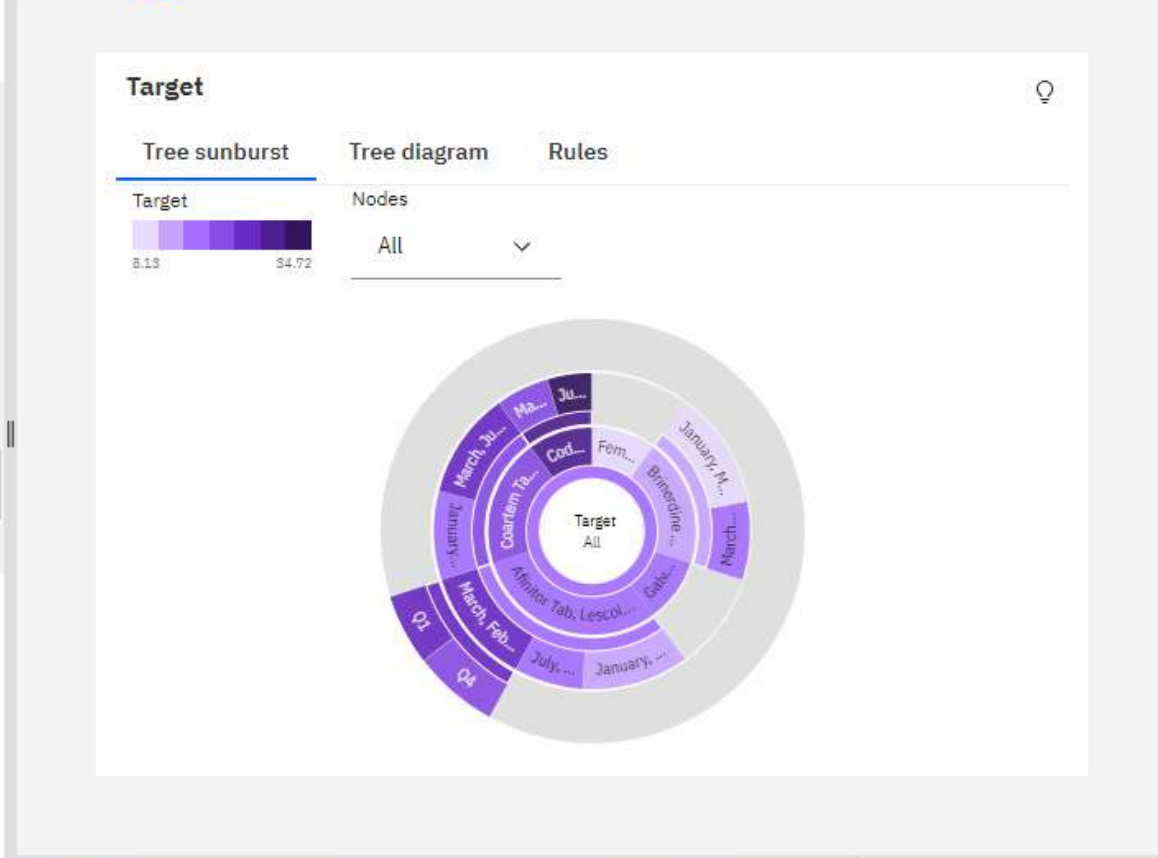 Target
Tree sunburst Tree diagram Rules
Target
Nodes
All
8.13 34.72
Ju...
Ma...
March, Ju...
Cod...
Fem...
January, M...
Coartem Ta...
Brinerdine ...
January...
Target
All
March...
Afinitor Tab, Lescol,...
Galv...
March, Feb...
July, ...
January, ...
Q1
Q4